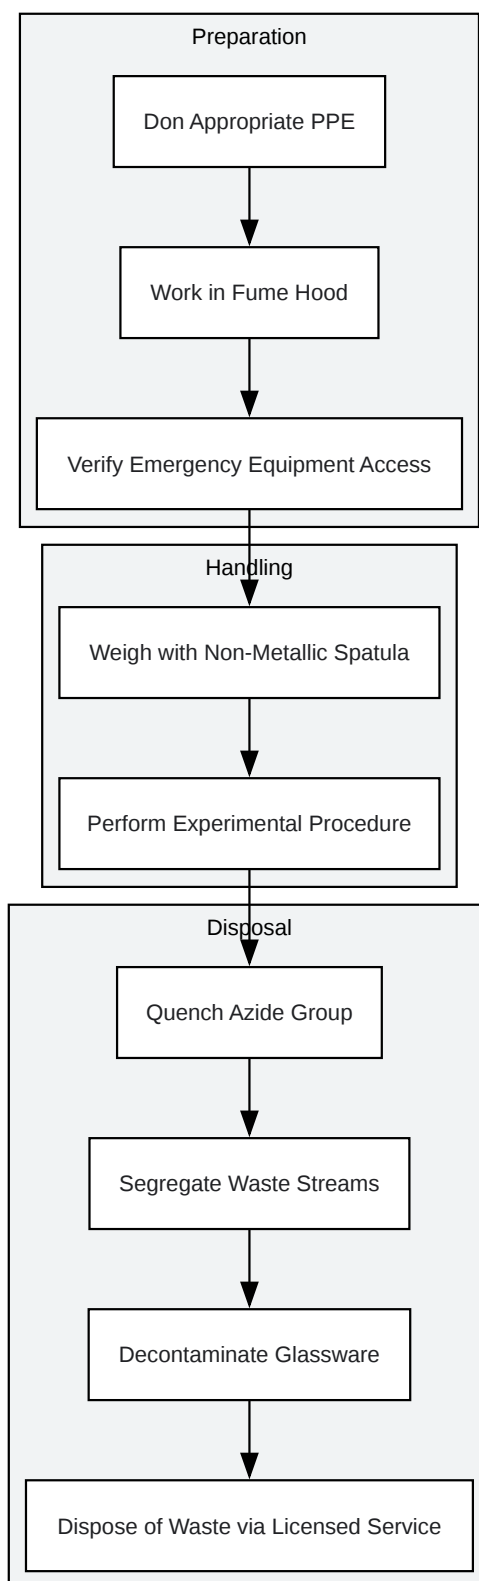 Preparation
Don Appropriate PPE
Work in Fume Hood
Verify Emergency Equipment Access
Handling
Weigh with Non-Metallic Spatula
Perform Experimental Procedure
Disposal
Quench Azide Group
Segregate Waste Streams
Decontaminate Glassware
Dispose of Waste via Licensed Service